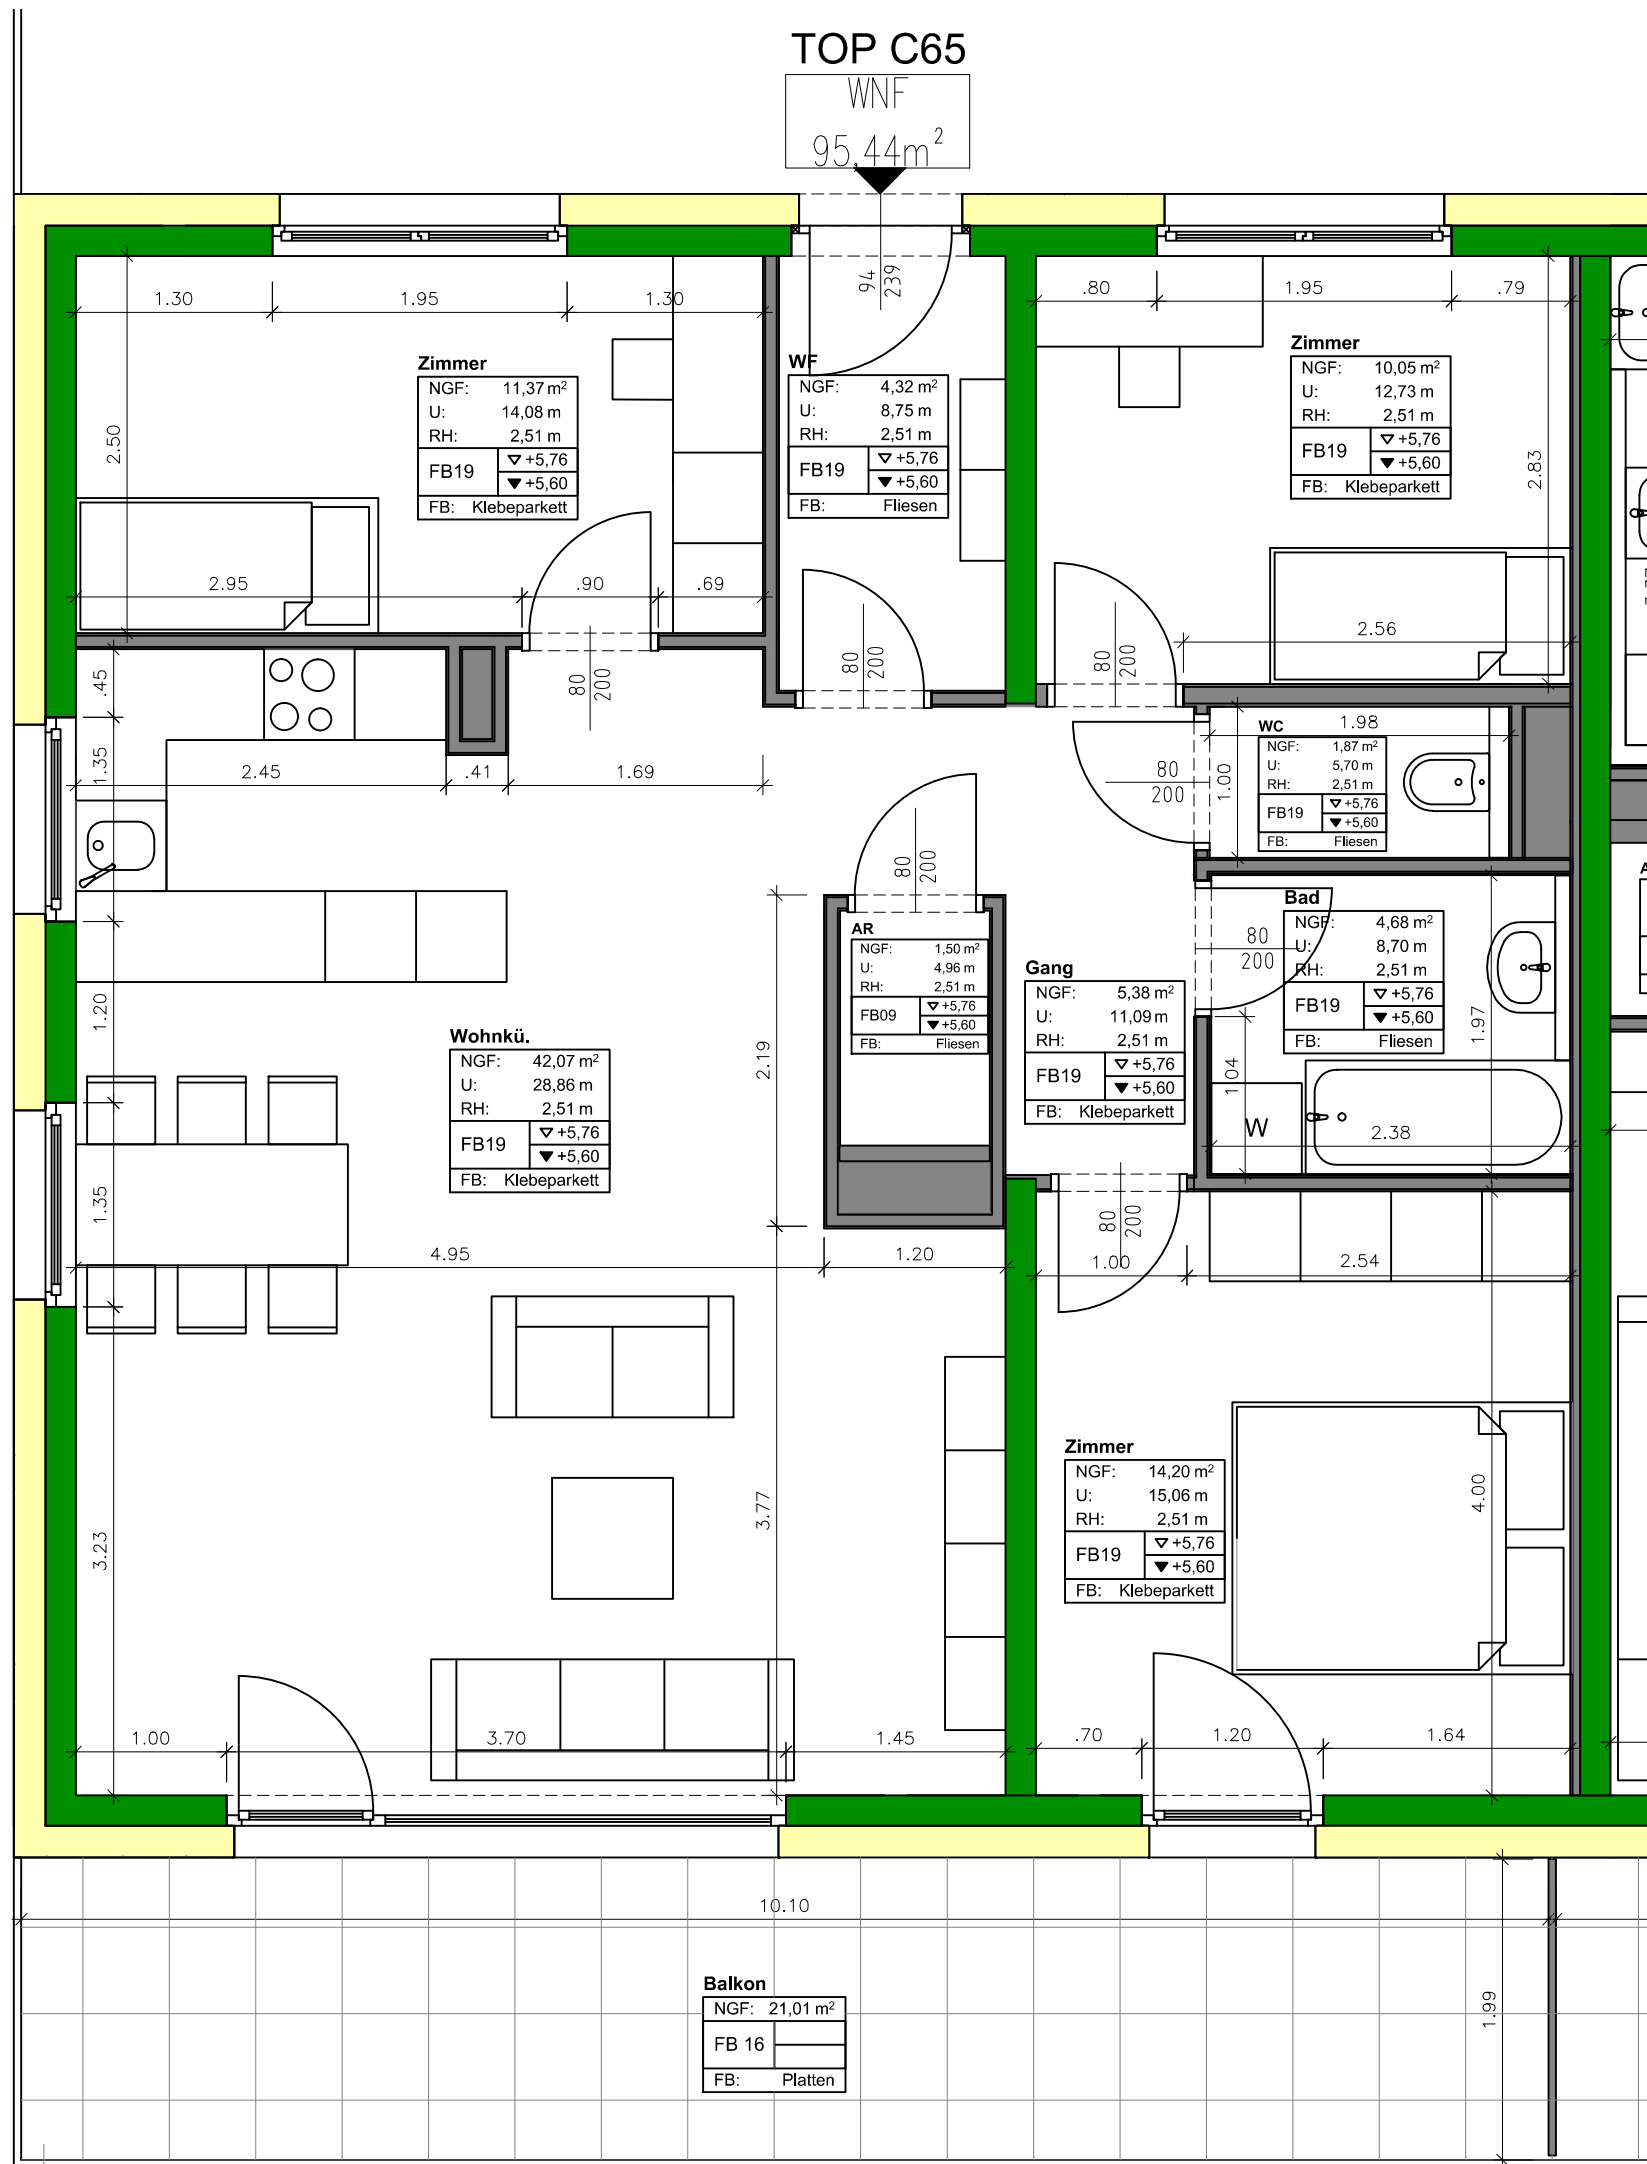 TOP C65
WNF
95,44m²
94
239
1.30
1.95
1.30
.80
1.95
.79
Zimmer
NGF: 11,37 m²
U: 14,08 m
RH: 2,51 m
FB19 ▽ +5,76
▼ +5,60
FB: Klebeparkett
WF
NGF: 4,32 m²
U: 8,75 m
RH: 2,51 m
FB19 ▽ +5,76
▼ +5,60
FB: Fliesen
Zimmer
NGF: 10,05 m²
U: 12,73 m
RH: 2,51 m
FB19 ▽ +5,76
▼ +5,60
FB: Klebeparkett
2.50
2.83
2.95
.90
.69
80
200
80
200
80
200
2.56
.45
1.35
2.45
.41
1.69
80
200
80
200
1.00
1.98
WC
NGF: 1,87 m²
U: 5,70 m
RH: 2,51 m
FB19 ▽ +5,76
▼ +5,60
FB: Fliesen
AR
NGF: 1,50 m²
U: 4,96 m
RH: 2,51 m
FB09 ▽ +5,76
▼ +5,60
FB: Fliesen
Bad
NGF: 4,68 m²
U: 8,70 m
RH: 2,51 m
FB19 ▽ +5,76
▼ +5,60
FB: Fliesen
80
200
Gang
NGF: 5,38 m²
U: 11,09 m
RH: 2,51 m
FB19 ▽ +5,76
▼ +5,60
FB: Klebeparkett
1.20
2.19
1.04
1.97
W
2.38
Wohnkü.
NGF: 42,07 m²
U: 28,86 m
RH: 2,51 m
FB19 ▽ +5,76
▼ +5,60
FB: Klebeparkett
1.35
4.95
1.20
80
200
1.00
2.54
Zimmer
NGF: 14,20 m²
U: 15,06 m
RH: 2,51 m
FB19 ▽ +5,76
▼ +5,60
FB: Klebeparkett
3.23
3.77
4.00
1.00
3.70
1.45
.70
1.20
1.64
10.10
Balkon
NGF: 21,01 m²
FB 16
FB: Platten
1.99